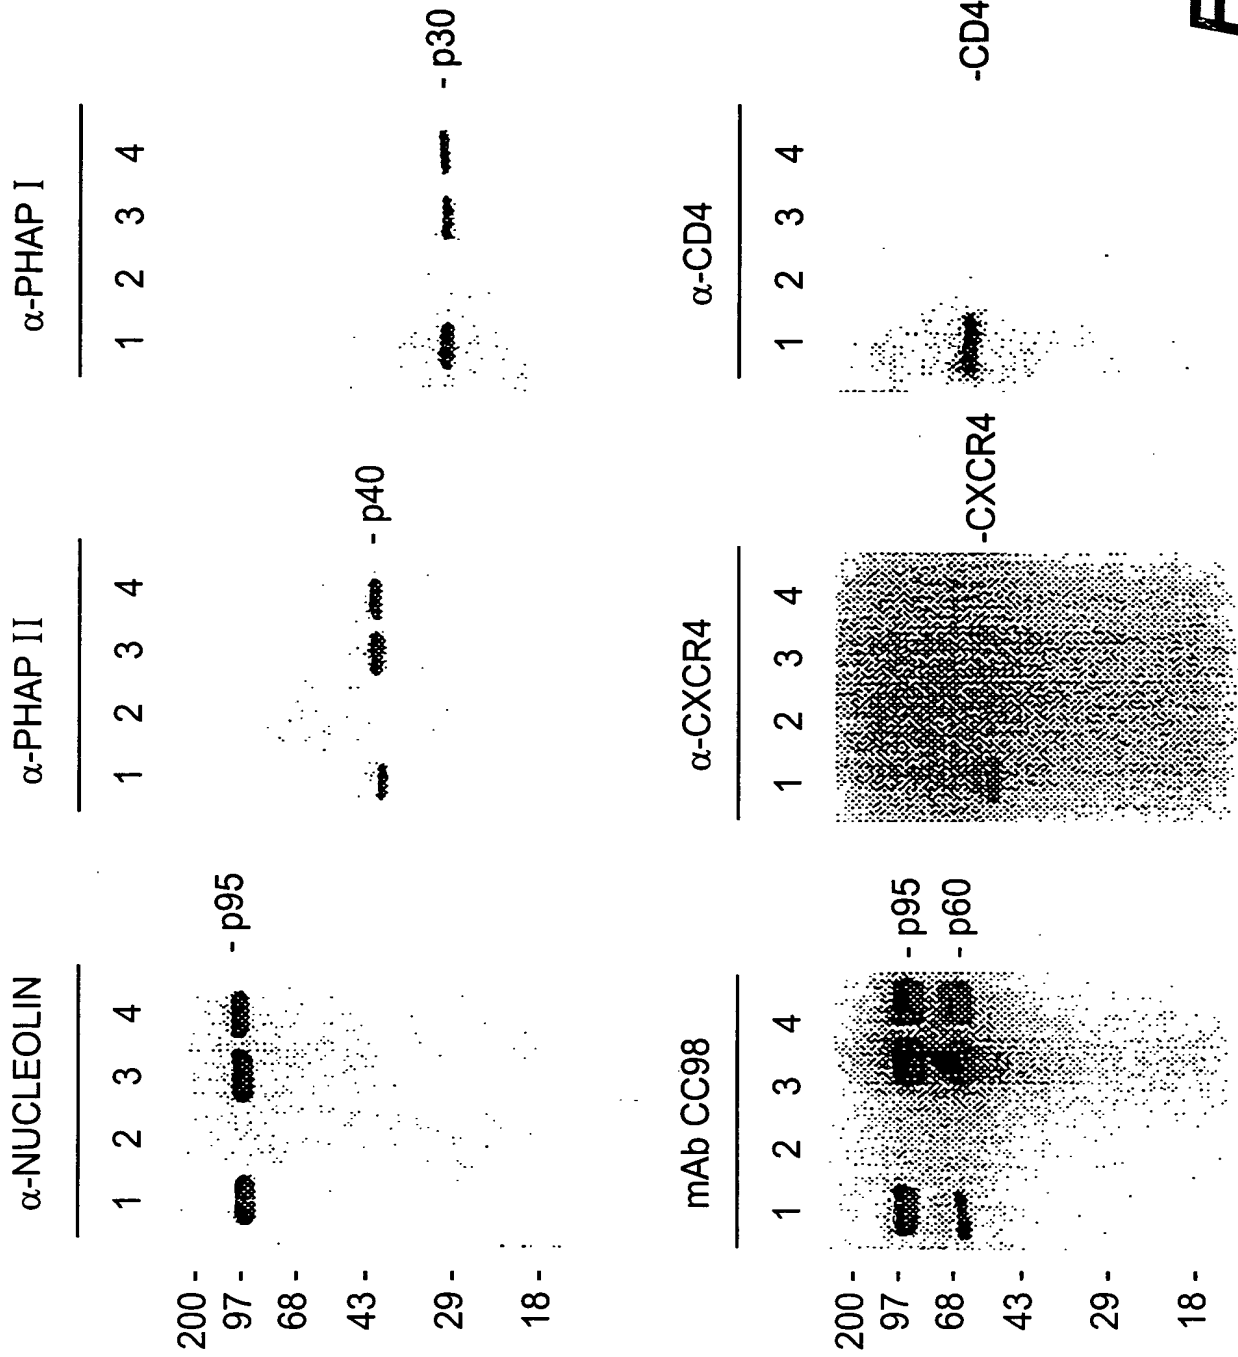 α-NUCLEOLIN
1 2 3 4
200 -
97 -
68 -
43 -
29 -
18 -
- p95
α-PHAP II
1 2 3 4
- p40
α-PHAP I
1 2 3 4
- p30
mAb CC98
1 2 3 4
200 -
97 -
68 -
43 -
29 -
18 -
- p95
- p60
α-CXCR4
1 2 3 4
-CXCR4
α-CD4
1 2 3 4
-CD4